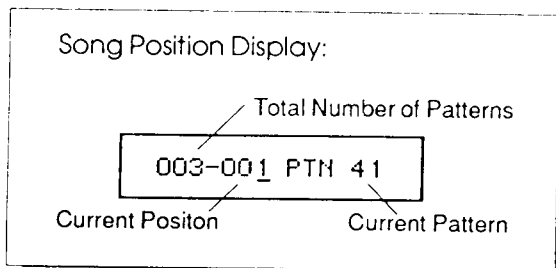 Song Position Display:
Total Number of Patterns
003-001 PTN 41
Current Positon
Current Pattern